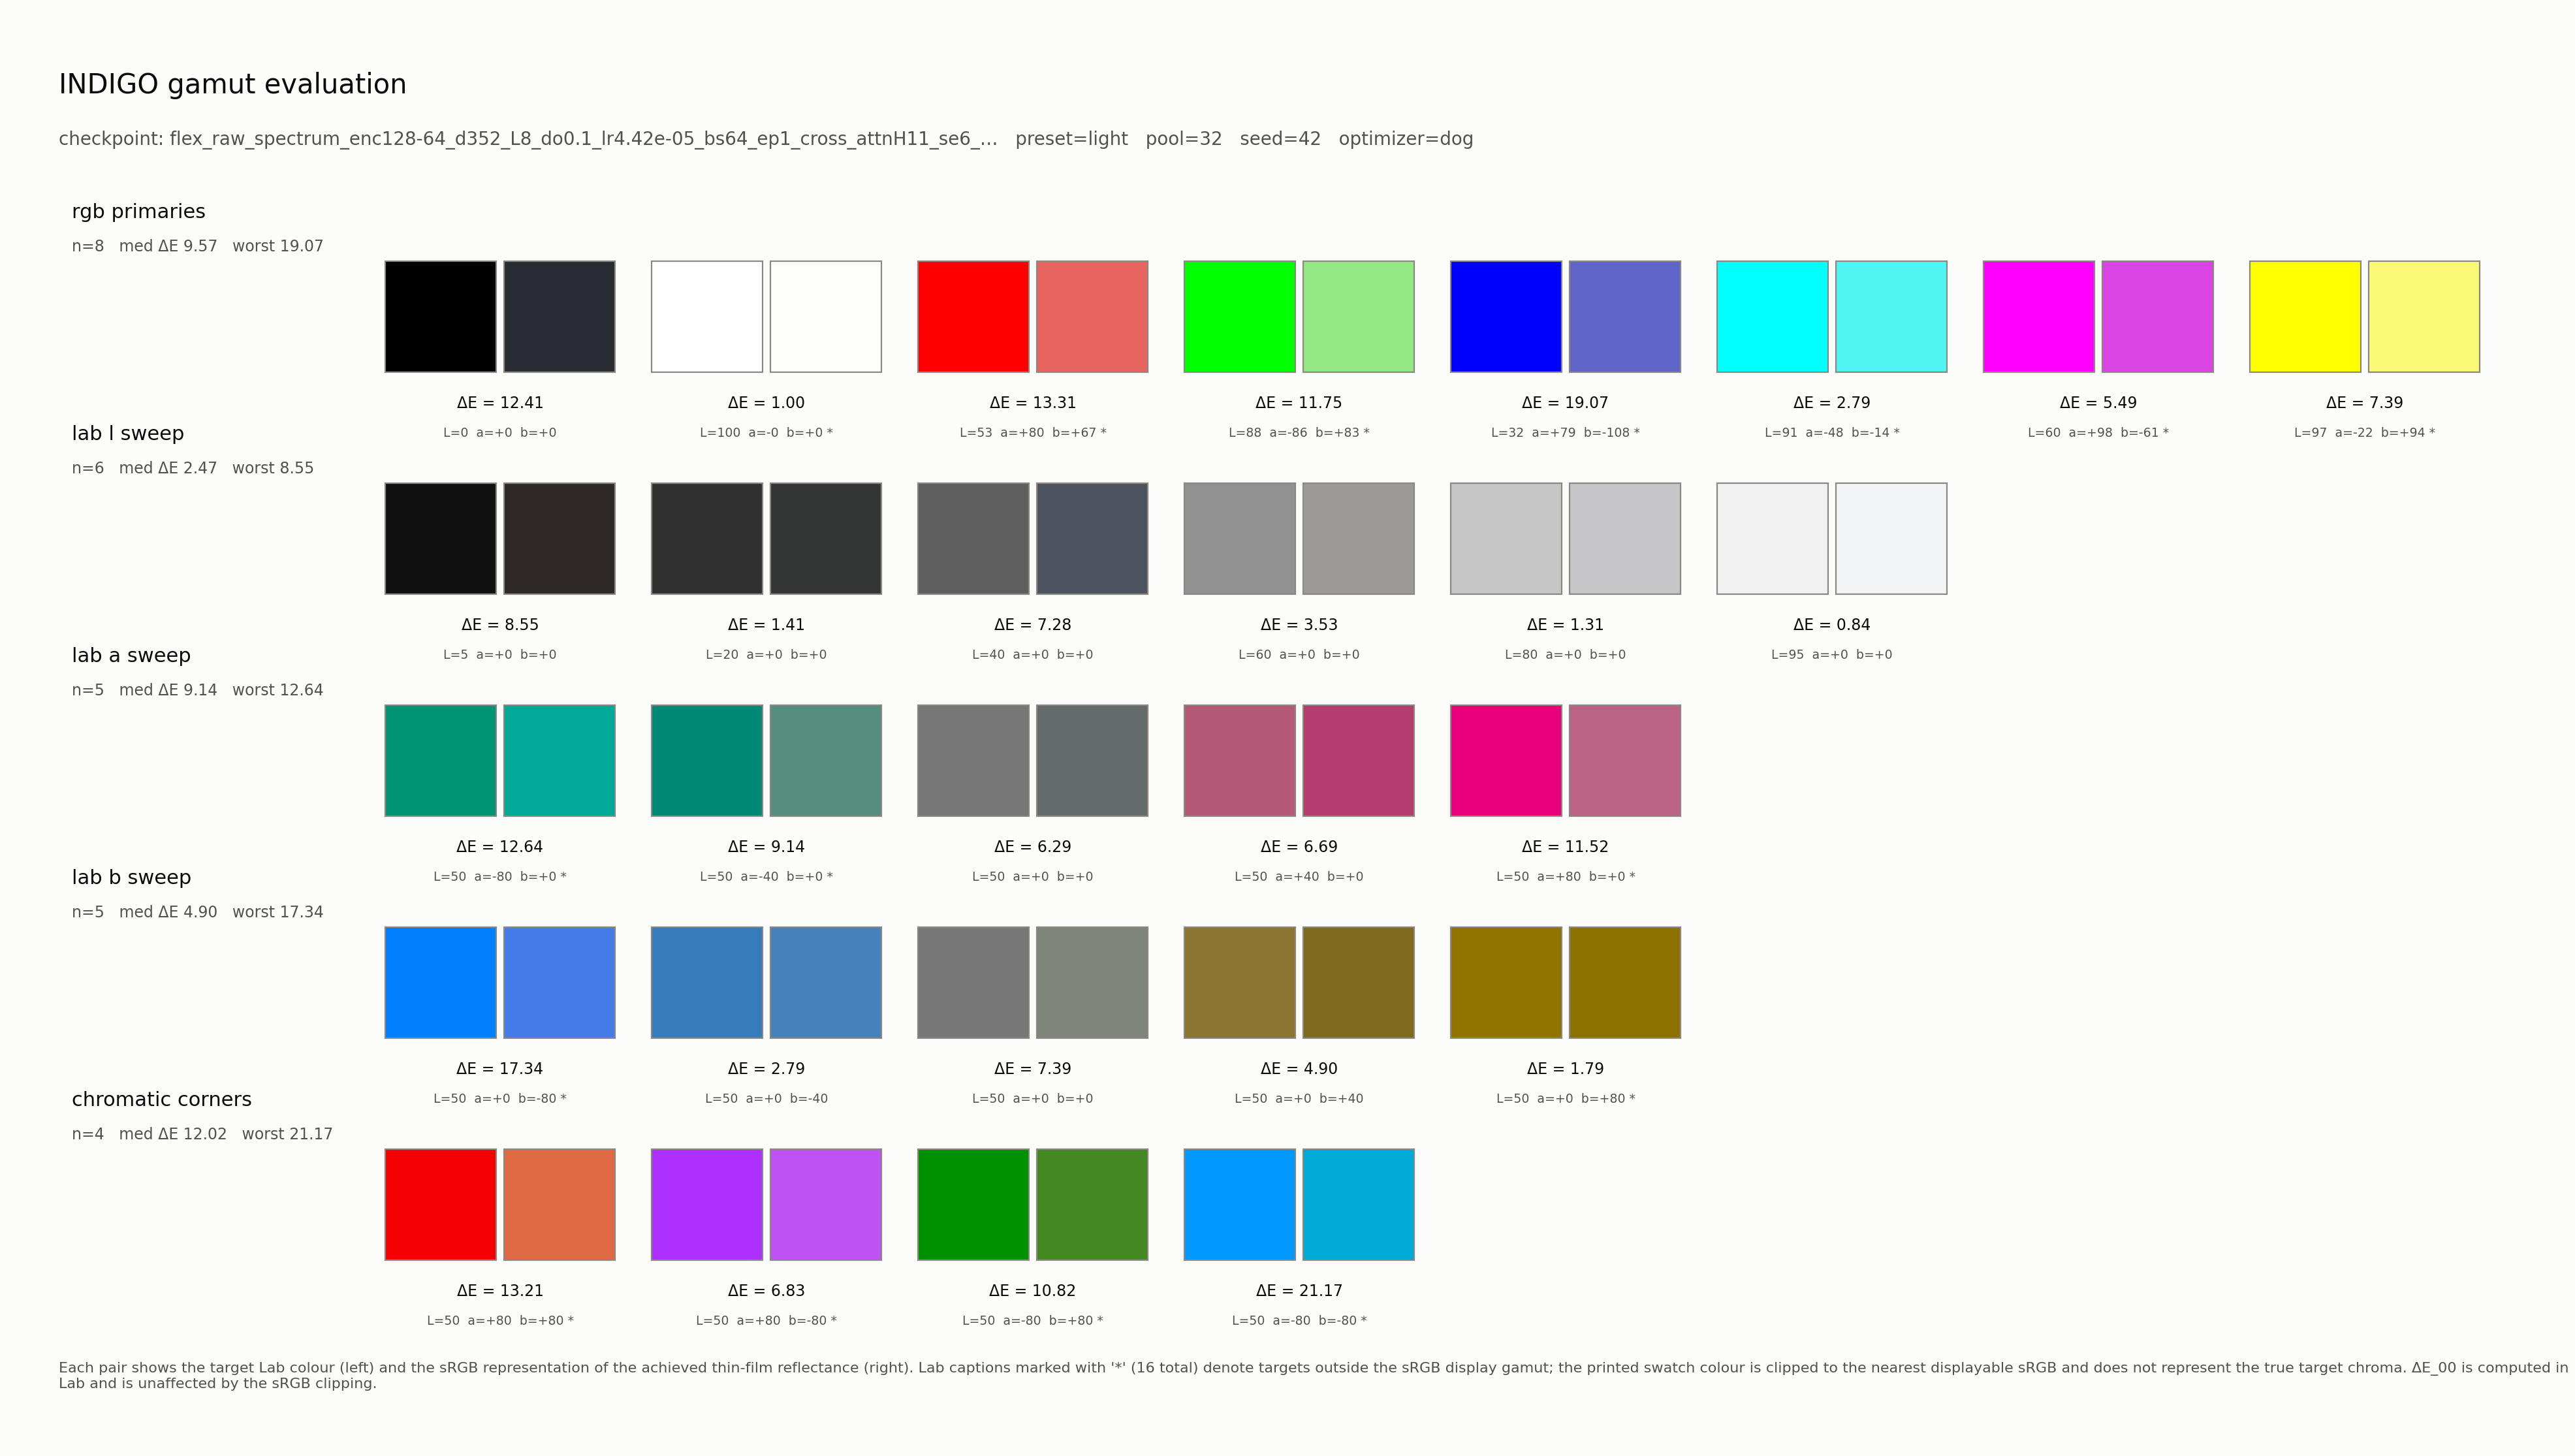 INDIGO gamut evaluation
checkpoint: flex_raw_spectrum_enc128-64_d352_L8_do0.1_lr4.42e-05_bs64_ep1_cross_attnH11_se6_... preset=light pool=32 seed=42 optimizer=dog
rgb primaries
n=8 med ΔE 9.57 worst 19.07
ΔE = 12.41 ΔE = 1.00 ΔE = 13.31 ΔE = 11.75 ΔE = 19.07 ΔE = 2.79 ΔE = 5.49 ΔE = 7.39
L=0 a=+0 b=+0 L=100 a=-0 b=+0 * L=53 a=+80 b=+67 * L=88 a=-86 b=+83 * L=32 a=+79 b=-108 * L=91 a=-48 b=-14 * L=60 a=+98 b=-61 * L=97 a=-22 b=+94 *
lab l sweep
n=6 med ΔE 2.47 worst 8.55
ΔE = 8.55 ΔE = 1.41 ΔE = 7.28 ΔE = 3.53 ΔE = 1.31 ΔE = 0.84
L=5 a=+0 b=+0 L=20 a=+0 b=+0 L=40 a=+0 b=+0 L=60 a=+0 b=+0 L=80 a=+0 b=+0 L=95 a=+0 b=+0
lab a sweep
n=5 med ΔE 9.14 worst 12.64
ΔE = 12.64 ΔE = 9.14 ΔE = 6.29 ΔE = 6.69 ΔE = 11.52
L=50 a=-80 b=+0 * L=50 a=-40 b=+0 * L=50 a=+0 b=+0 L=50 a=+40 b=+0 L=50 a=+80 b=+0 *
lab b sweep
n=5 med ΔE 4.90 worst 17.34
ΔE = 17.34 ΔE = 2.79 ΔE = 7.39 ΔE = 4.90 ΔE = 1.79
L=50 a=+0 b=-80 * L=50 a=+0 b=-40 L=50 a=+0 b=+0 L=50 a=+0 b=+40 L=50 a=+0 b=+80 *
chromatic corners
n=4 med ΔE 12.02 worst 21.17
ΔE = 13.21 ΔE = 6.83 ΔE = 10.82 ΔE = 21.17
L=50 a=+80 b=+80 * L=50 a=+80 b=-80 * L=50 a=-80 b=+80 * L=50 a=-80 b=-80 *
Each pair shows the target Lab colour (left) and the sRGB representation of the achieved thin-film reflectance (right). Lab captions marked with '*' (16 total) denote targets outside the sRGB display gamut; the printed swatch colour is clipped to the nearest displayable sRGB and does not represent the true target chroma. ΔE_00 is computed in
Lab and is unaffected by the sRGB clipping.